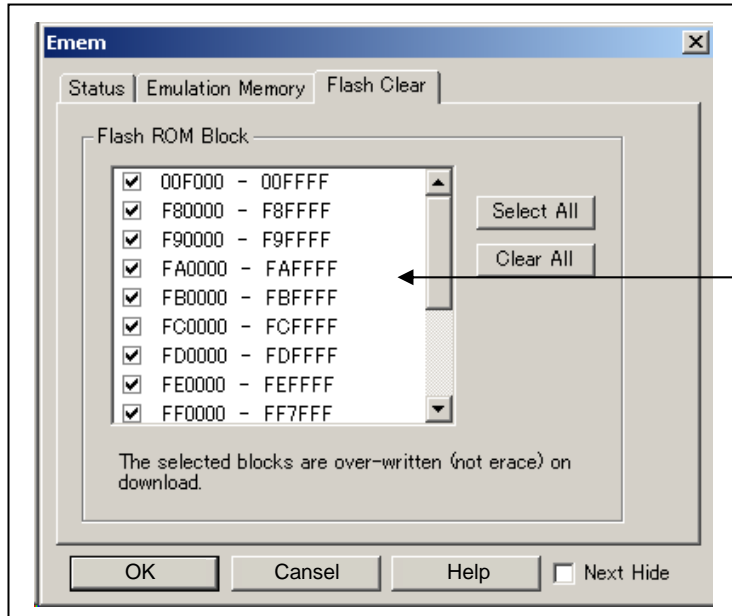 Emem
Status Emulation Memory Flash Clear
Flash ROM Block
00F000 - 00FFFF
F80000 - F8FFFF
F90000 - F9FFFF
FA0000 - FAFFFF
FB0000 - FBFFFF
FC0000 - FCFFFF
FD0000 - FDFFFF
FE0000 - FEFFFF
FF0000 - FF7FFF
Select All
Clear All
The selected blocks are over-written (not erace) on
download.
OK Cansel Help Next Hide